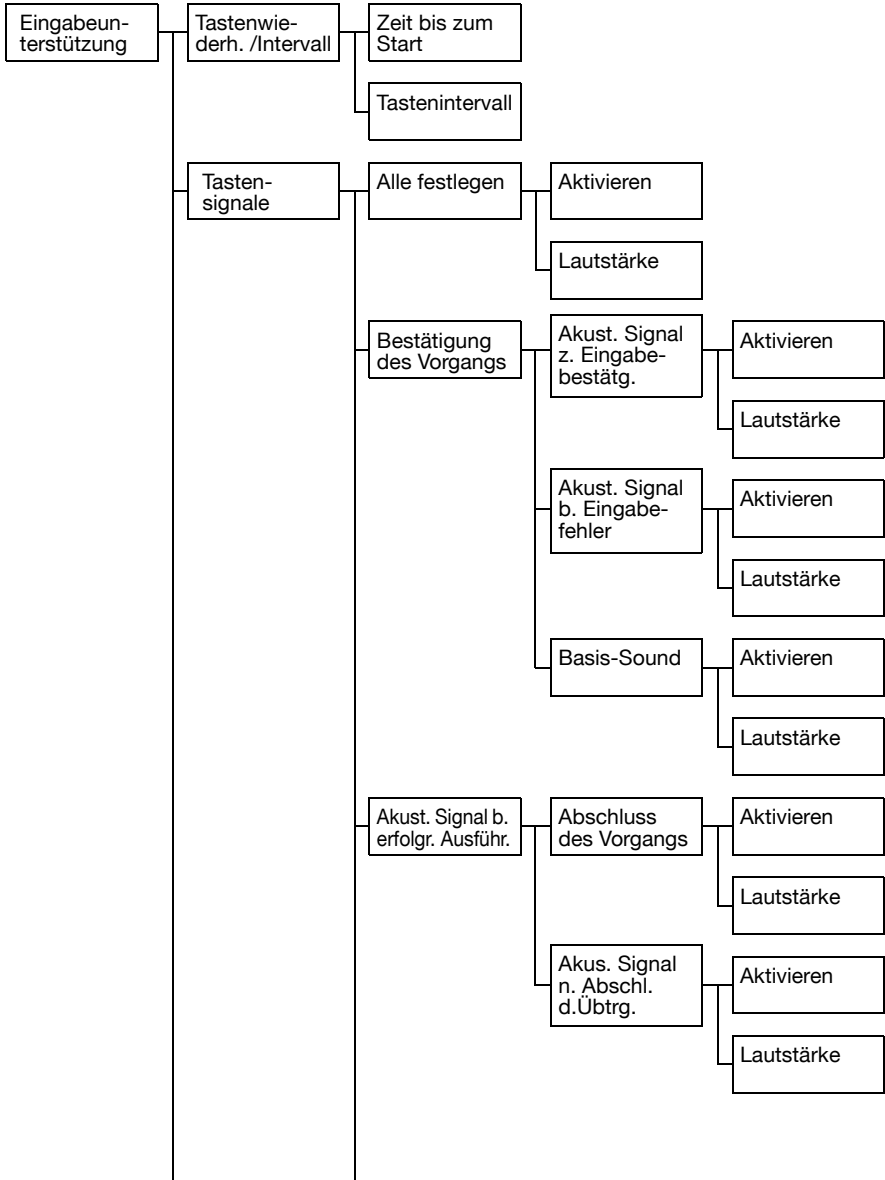 Eingabeun-
terstützung
Tastenwie-
derh. /Intervall
Zeit bis zum
Start
Tastenintervall
Tasten-
signale
Alle festlegen
Aktivieren
Lautstärke
Bestätigung
des Vorgangs
Akust. Signal
z. Eingabe-
bestätg.
Aktivieren
Lautstärke
Akust. Signal
b. Eingabe-
fehler
Aktivieren
Lautstärke
Basis-Sound
Aktivieren
Lautstärke
Akust. Signal b.
erfolgr. Ausführ.
Abschluss
des Vorgangs
Aktivieren
Lautstärke
Akus. Signal
n. Abschl.
d.Übtrg.
Aktivieren
Lautstärke